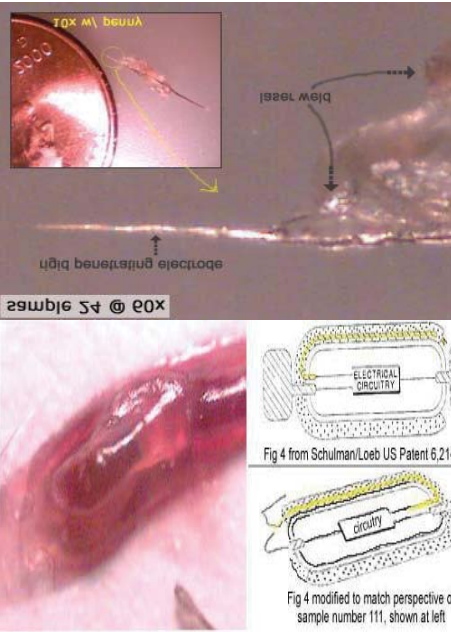 10x w/ penny
2000
D
laser weld
rigid penetrating electrode
sample 24 @ 60x
ELECTRICAL
CIRCUITRY
Fig 4 from Schulman/Loeb US Patent 6,21
circuitry
Fig 4 modified to match perspective o
sample number 111, shown at left